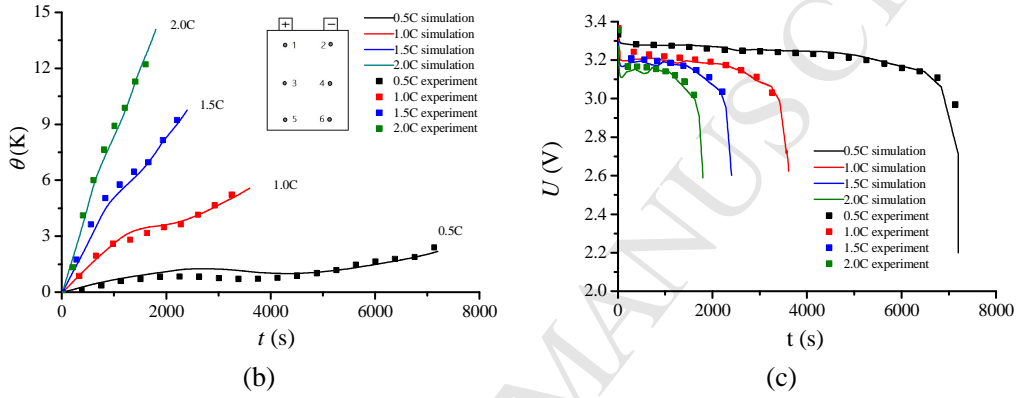 15
12
9
6
3
0
θ (K)
0 2000 4000 6000 8000
t (s)
2.0C
1.5C
1.0C
0.5C
+ −
1 2
3 4
5 6
0.5C simulation
1.0C simulation
1.5C simulation
2.0C simulation
0.5C experiment
1.0C experiment
1.5C experiment
2.0C experiment
(b)
3.4
3.2
3.0
2.8
2.6
2.4
2.2
2.0
U (V)
0 2000 4000 6000 8000
t (s)
0.5C simulation
1.0C simulation
1.5C simulation
2.0C simulation
0.5C experiment
1.0C experiment
1.5C experiment
2.0C experiment
(c)
MANUSC